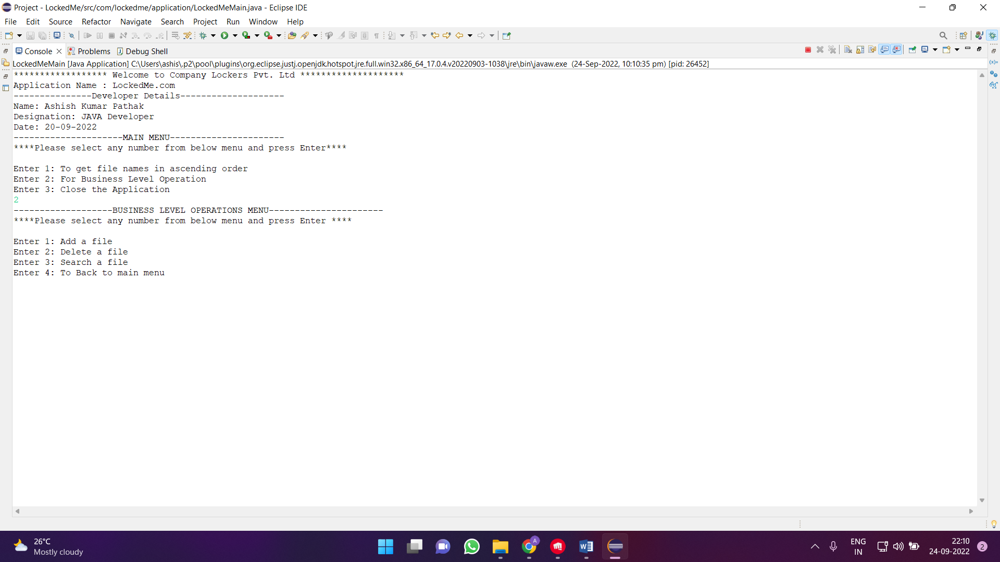 Project - LockedMe/src/com/lockedme/application/LockedMeMain.java - Eclipse IDE
File Edit Source Refactor Navigate Search Project Run Window Help
Console Problems Debug Shell
LockedMeMain [Java Application] C:\Users\ashis\.p2\pool\plugins\org.eclipse.justj.openjdk.hotspot.jre.full.win32.x86_64_17.0.4.v20220903-1038\jre\bin\javaw.exe (24-Sep-2022, 10:10:35 pm) [pid: 26452]
****************** Welcome to Company Lockers Pvt. Ltd ********************
Application Name : LockedMe.com
---------------Developer Details--------------------
Name: Ashish Kumar Pathak
Designation: JAVA Developer
Date: 20-09-2022
---------------------MAIN MENU----------------------
****Please select any number from below menu and press Enter****
Enter 1: To get file names in ascending order
Enter 2: For Business Level Operation
Enter 3: Close the Application
2
-------------------BUSINESS LEVEL OPERATIONS MENU----------------------
****Please select any number from below menu and press Enter ****
Enter 1: Add a file
Enter 2: Delete a file
Enter 3: Search a file
Enter 4: To Back to main menu
26°C
Mostly cloudy
ENG
IN
22:10
24-09-2022
2